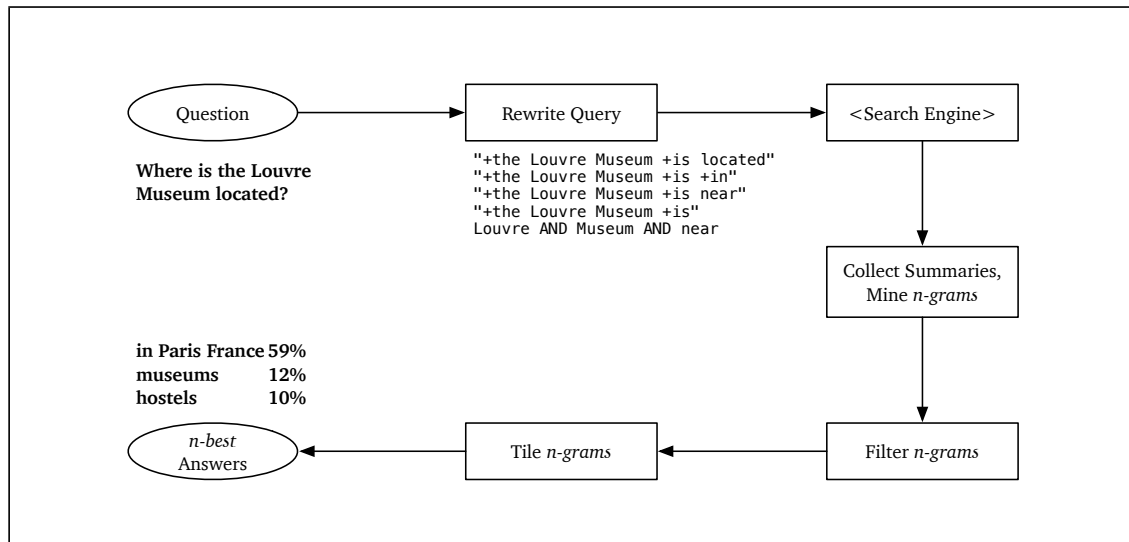 Question
Rewrite Query
<Search Engine>
Where is the Louvre
Museum located?
"+the Louvre Museum +is located"
"+the Louvre Museum +is +in"
"+the Louvre Museum +is near"
"+the Louvre Museum +is"
Louvre AND Museum AND near
Collect Summaries,
Mine n-grams
in Paris France 59%
museums 12%
hostels 10%
n-best
Answers
Tile n-grams
Filter n-grams